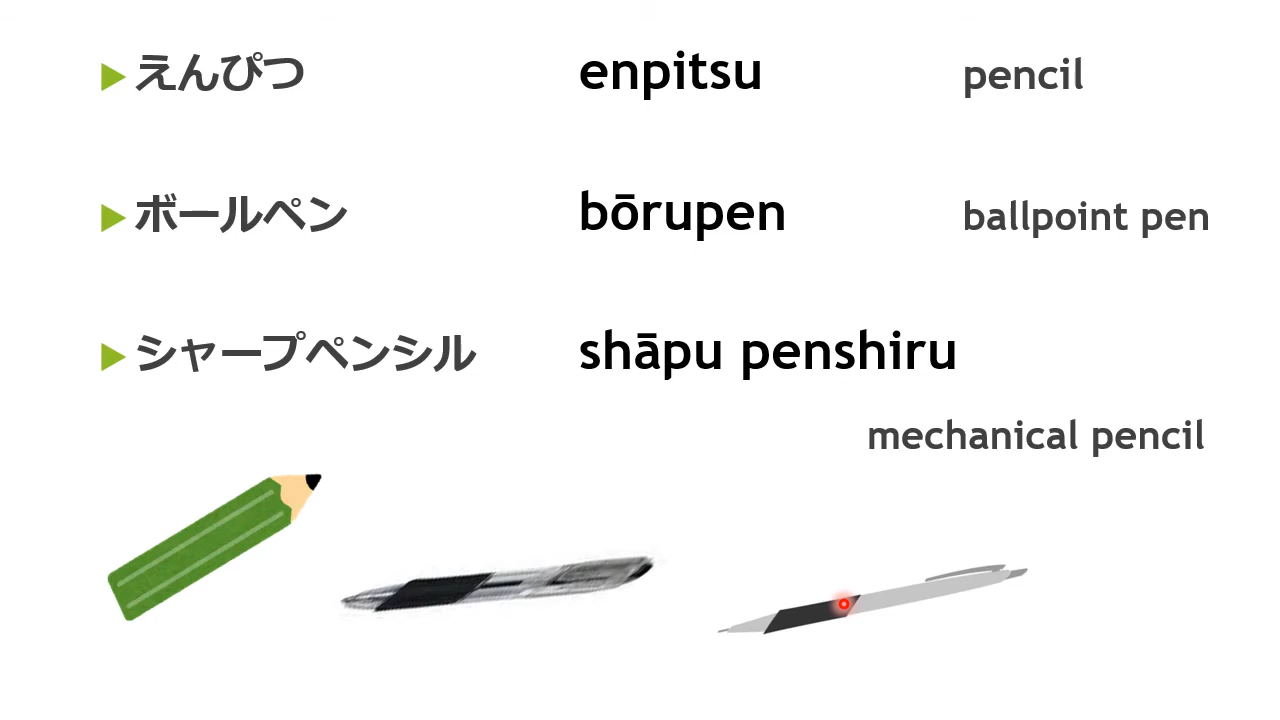 えんぴつ enpitsu pencil
ボールペン bōrupen ballpoint pen
シャープペンシル shāpu penshiru
mechanical pencil